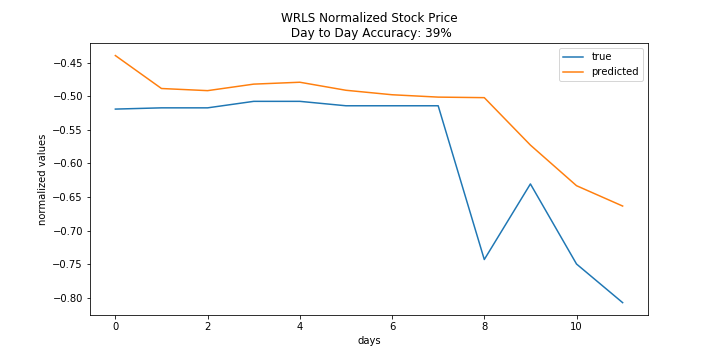 WRLS Normalized Stock Price
Day to Day Accuracy: 39%
true
predicted
normalized values
−0.45
−0.50
−0.55
−0.60
−0.65
−0.70
−0.75
−0.80
0
2
4
6
8
10
days